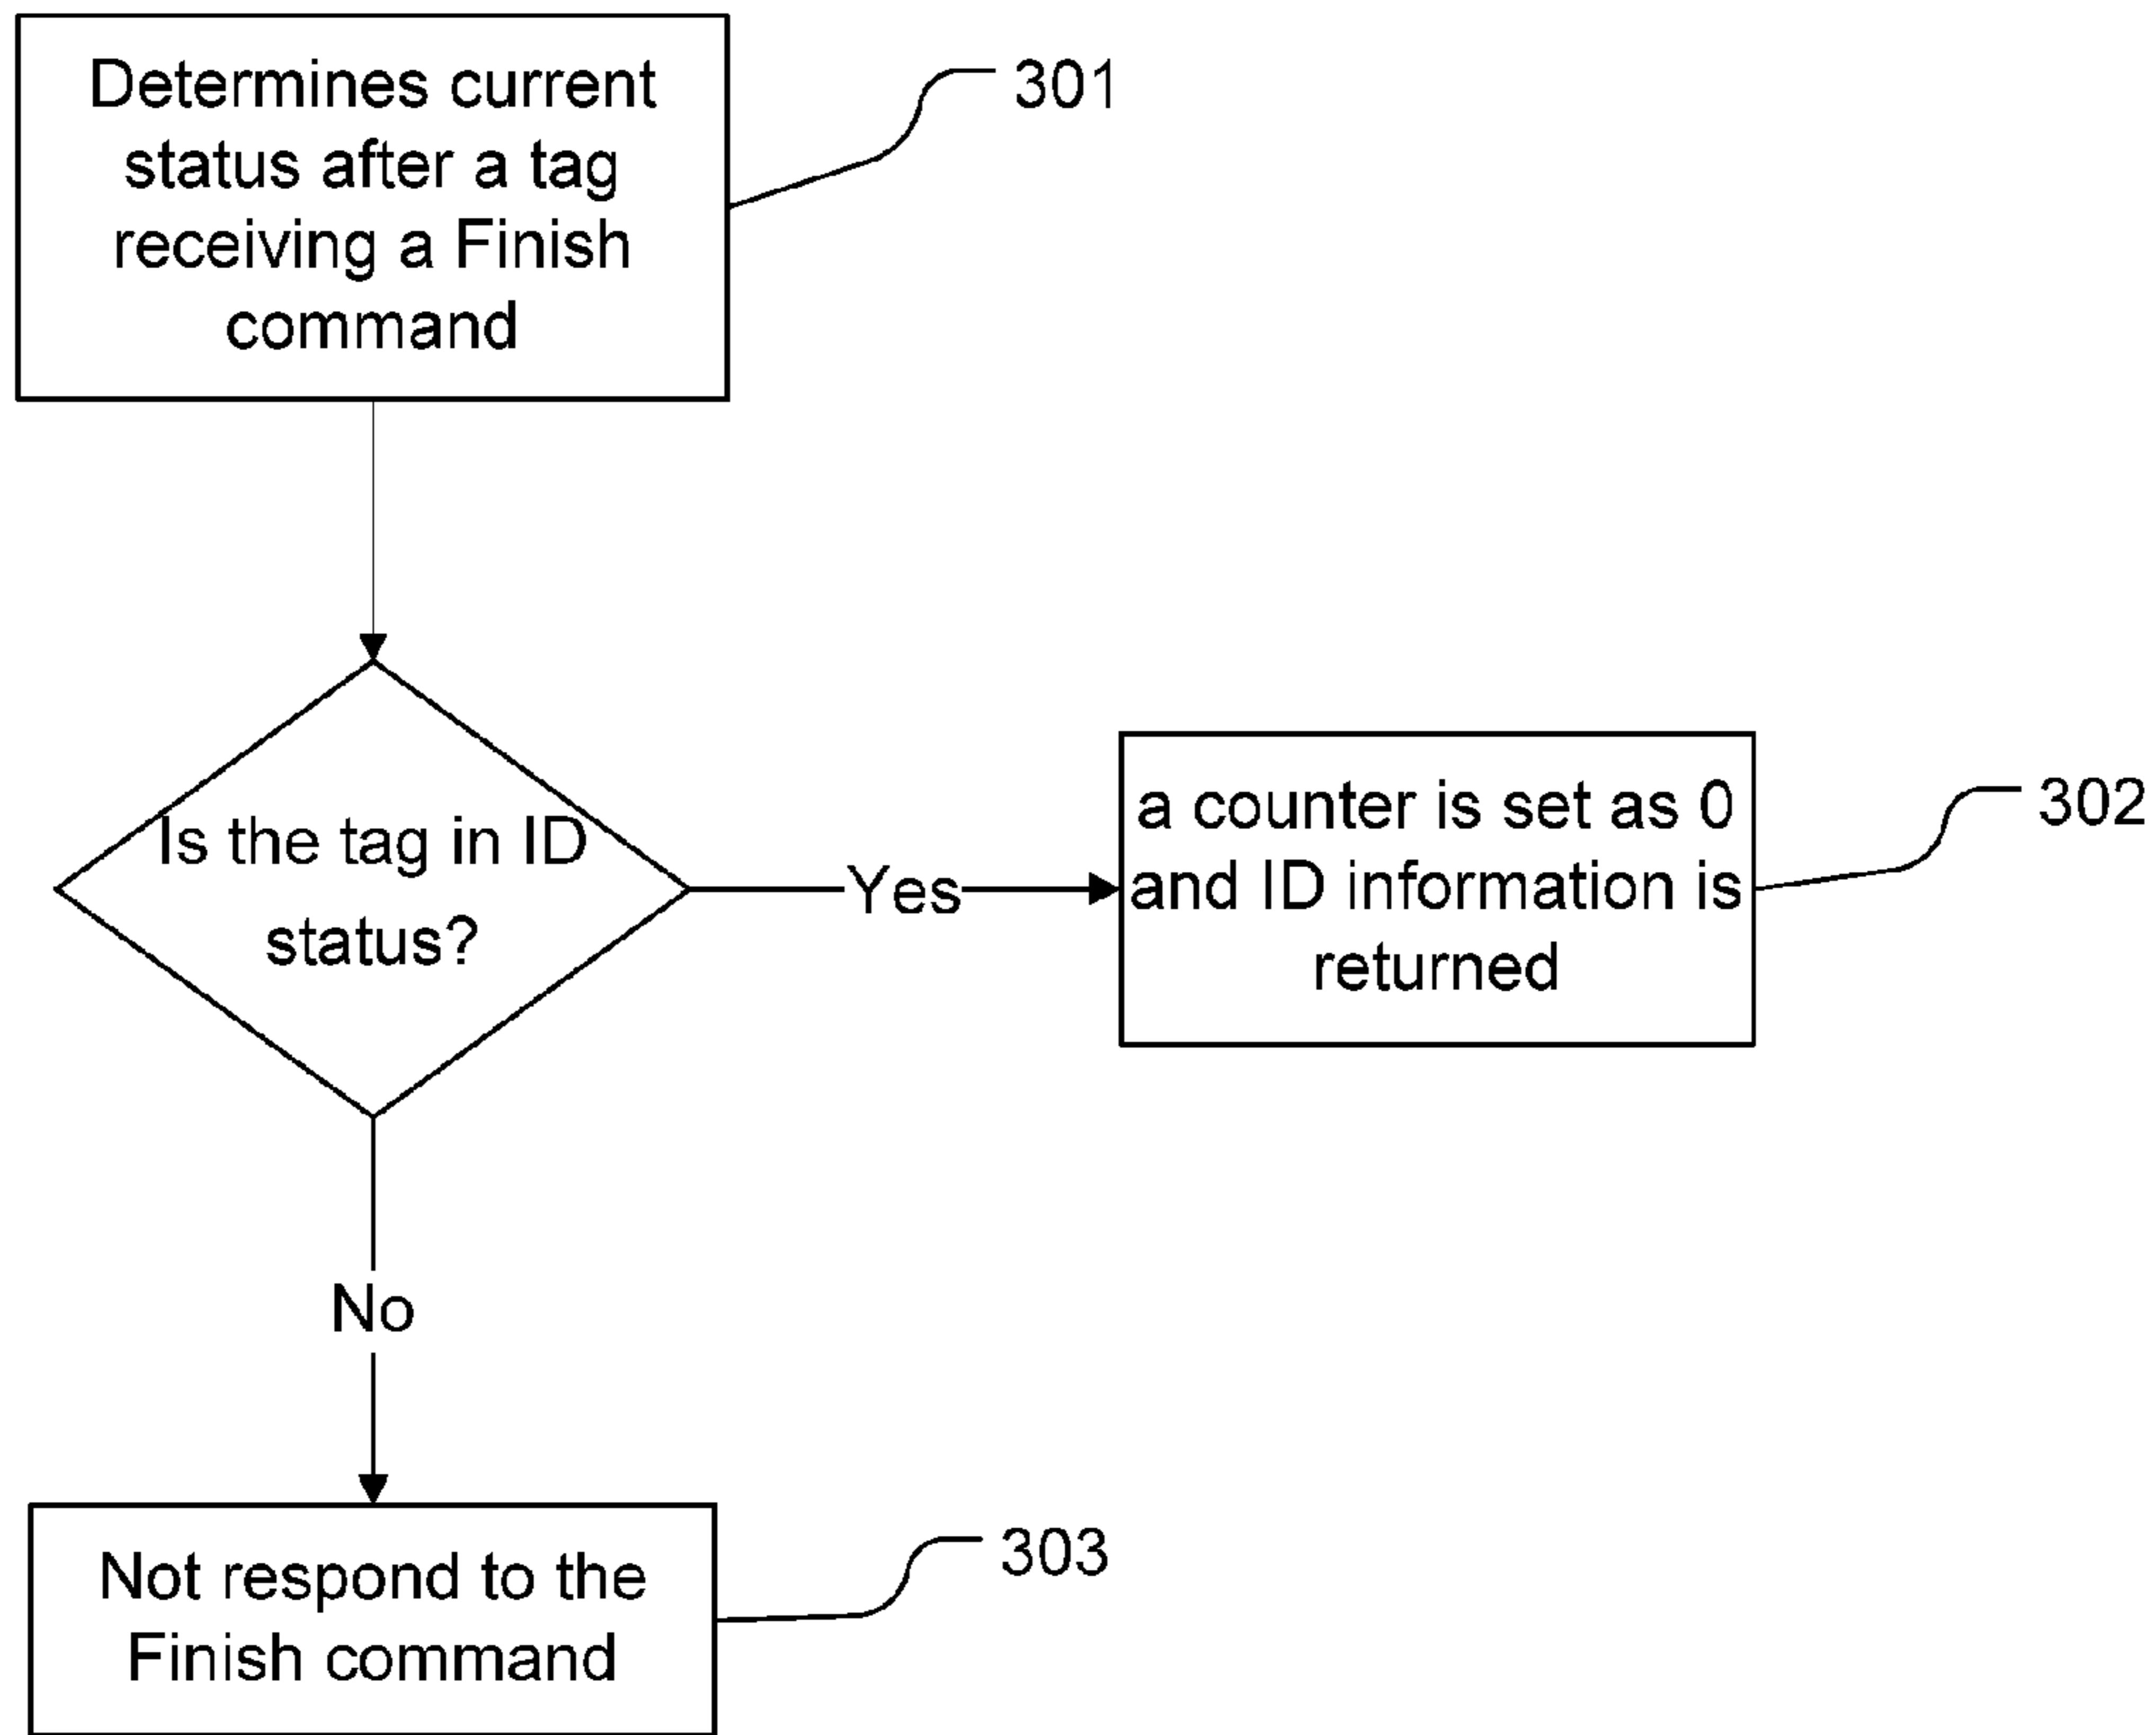 Determines current
status after a tag
receiving a Finish
command
301
Is the tag in ID
status?
Yes
a counter is set as 0
and ID information is
returned
302
No
Not respond to the
Finish command
303